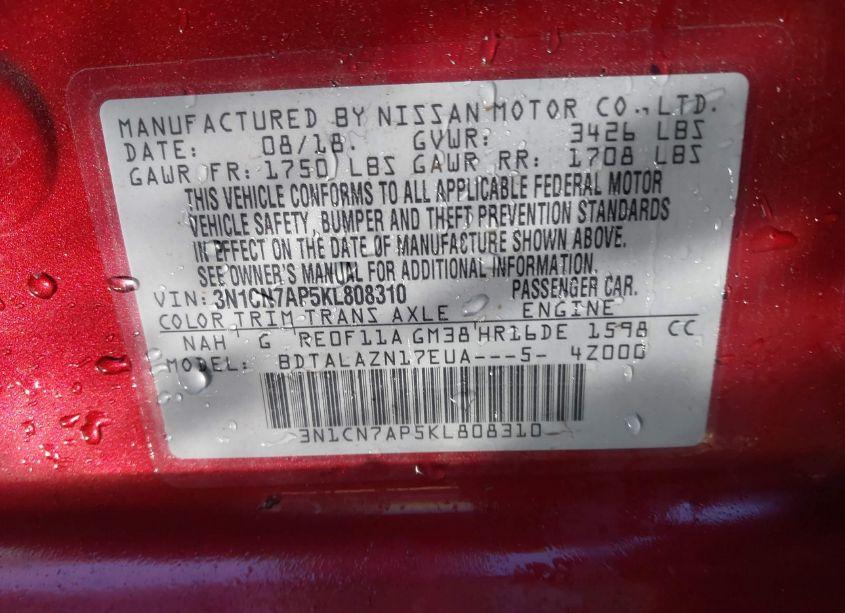 MANUFACTURED BY NISSAN MOTOR CO., LTD.
DATE: 08/18. GVWR: 3426 LBS
GAWR FR: 1750 LBS GAWR RR: 1708 LBS
THIS VEHICLE CONFORMS TO ALL APPLICABLE FEDERAL MOTOR
VEHICLE SAFETY, BUMPER AND THEFT PREVENTION STANDARDS
IN EFFECT ON THE DATE OF MANUFACTURE SHOWN ABOVE.
SEE OWNER'S MANUAL FOR ADDITIONAL INFORMATION.
VIN: 3N1CN7AP5KL808310 PASSENGER CAR.
COLOR TRIM TRANS AXLE ENGINE
NAH G RE0F11A GM38 HR16DE 1598 CC
MODEL: BDTALAZN17EUA---5- 4Z000
3N1CN7AP5KL808310